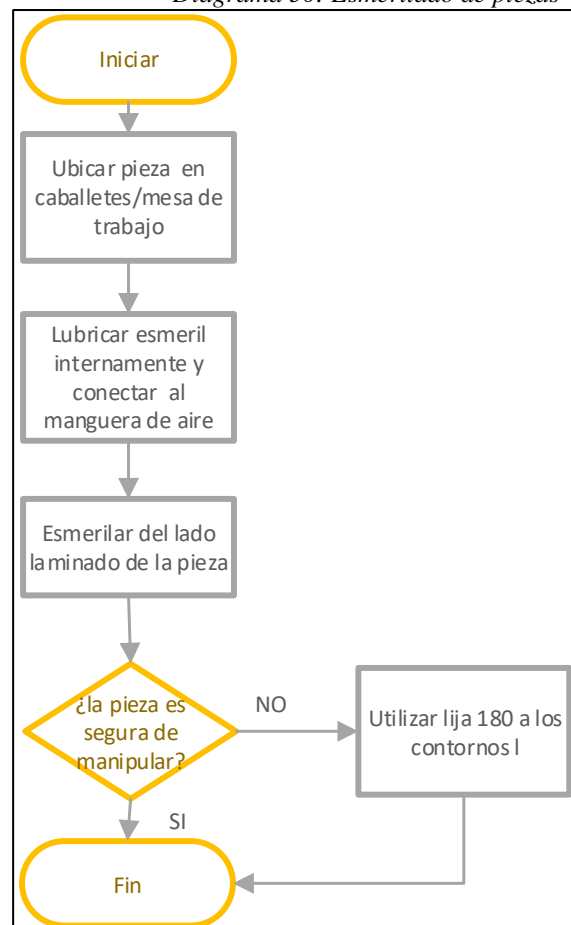 Esmerilado de piezas
Iniciar
Ubicar pieza en
caballetes/mesa de
trabajo
Lubricar esmeril
internamente y
conectar al
manguera de aire
Esmerilar del lado
laminado de la pieza
¿la pieza es
segura de
manipular?
NO
Utilizar lija 180 a los
contornos l
SI
Fin